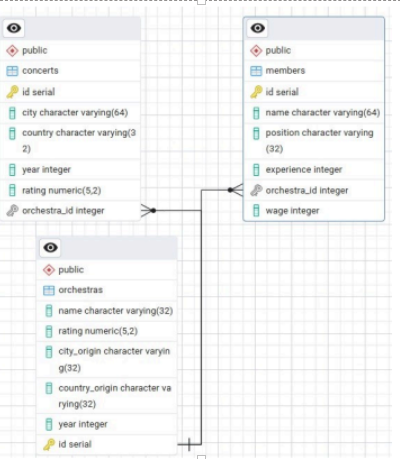 public
concerts
id serial
city character varying(64)
country character varying(3
2)
year integer
rating numeric(5,2)
orchestra_id integer
public
members
id serial
name character varying(64)
position character varying
(32)
experience integer
orchestra_id integer
wage integer
public
orchestras
name character varying(32)
rating numeric(5,2)
city_origin character varyin
g(32)
country_origin character va
rying(32)
year integer
id serial